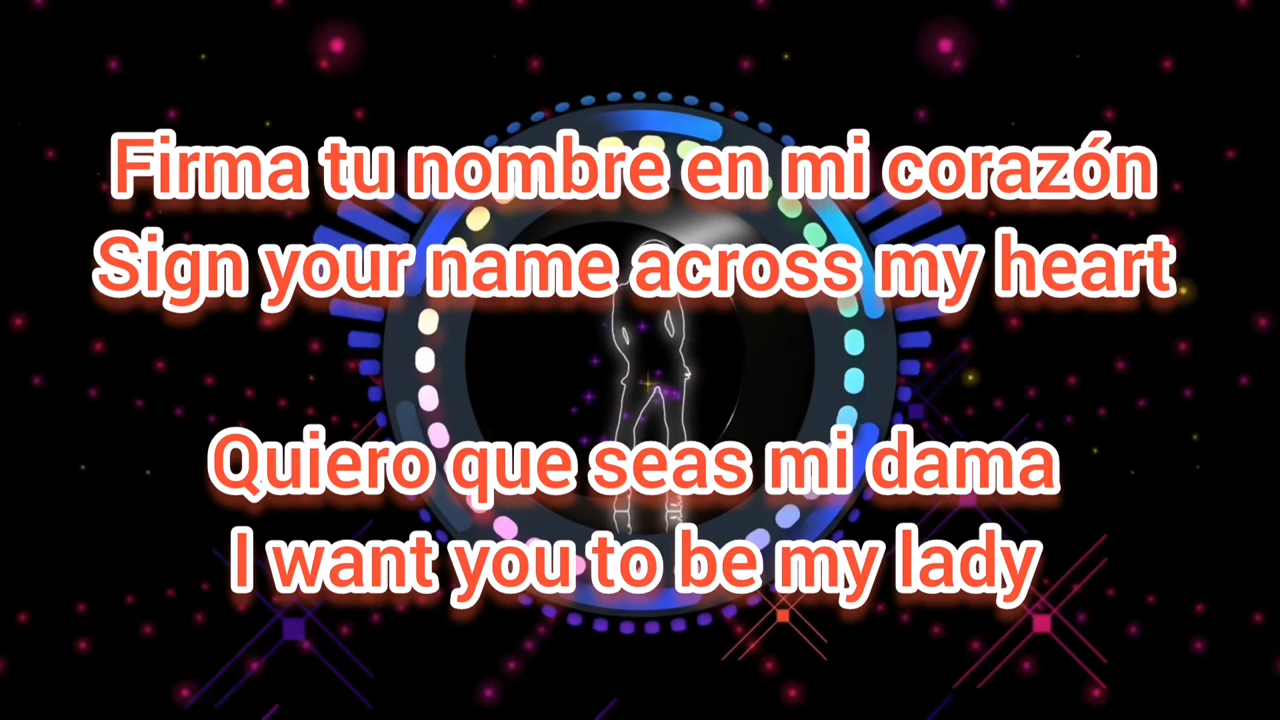 Firma tu nombre en mi corazón
Sign your name across my heart
Quiero que seas mi dama
I want you to be my lady